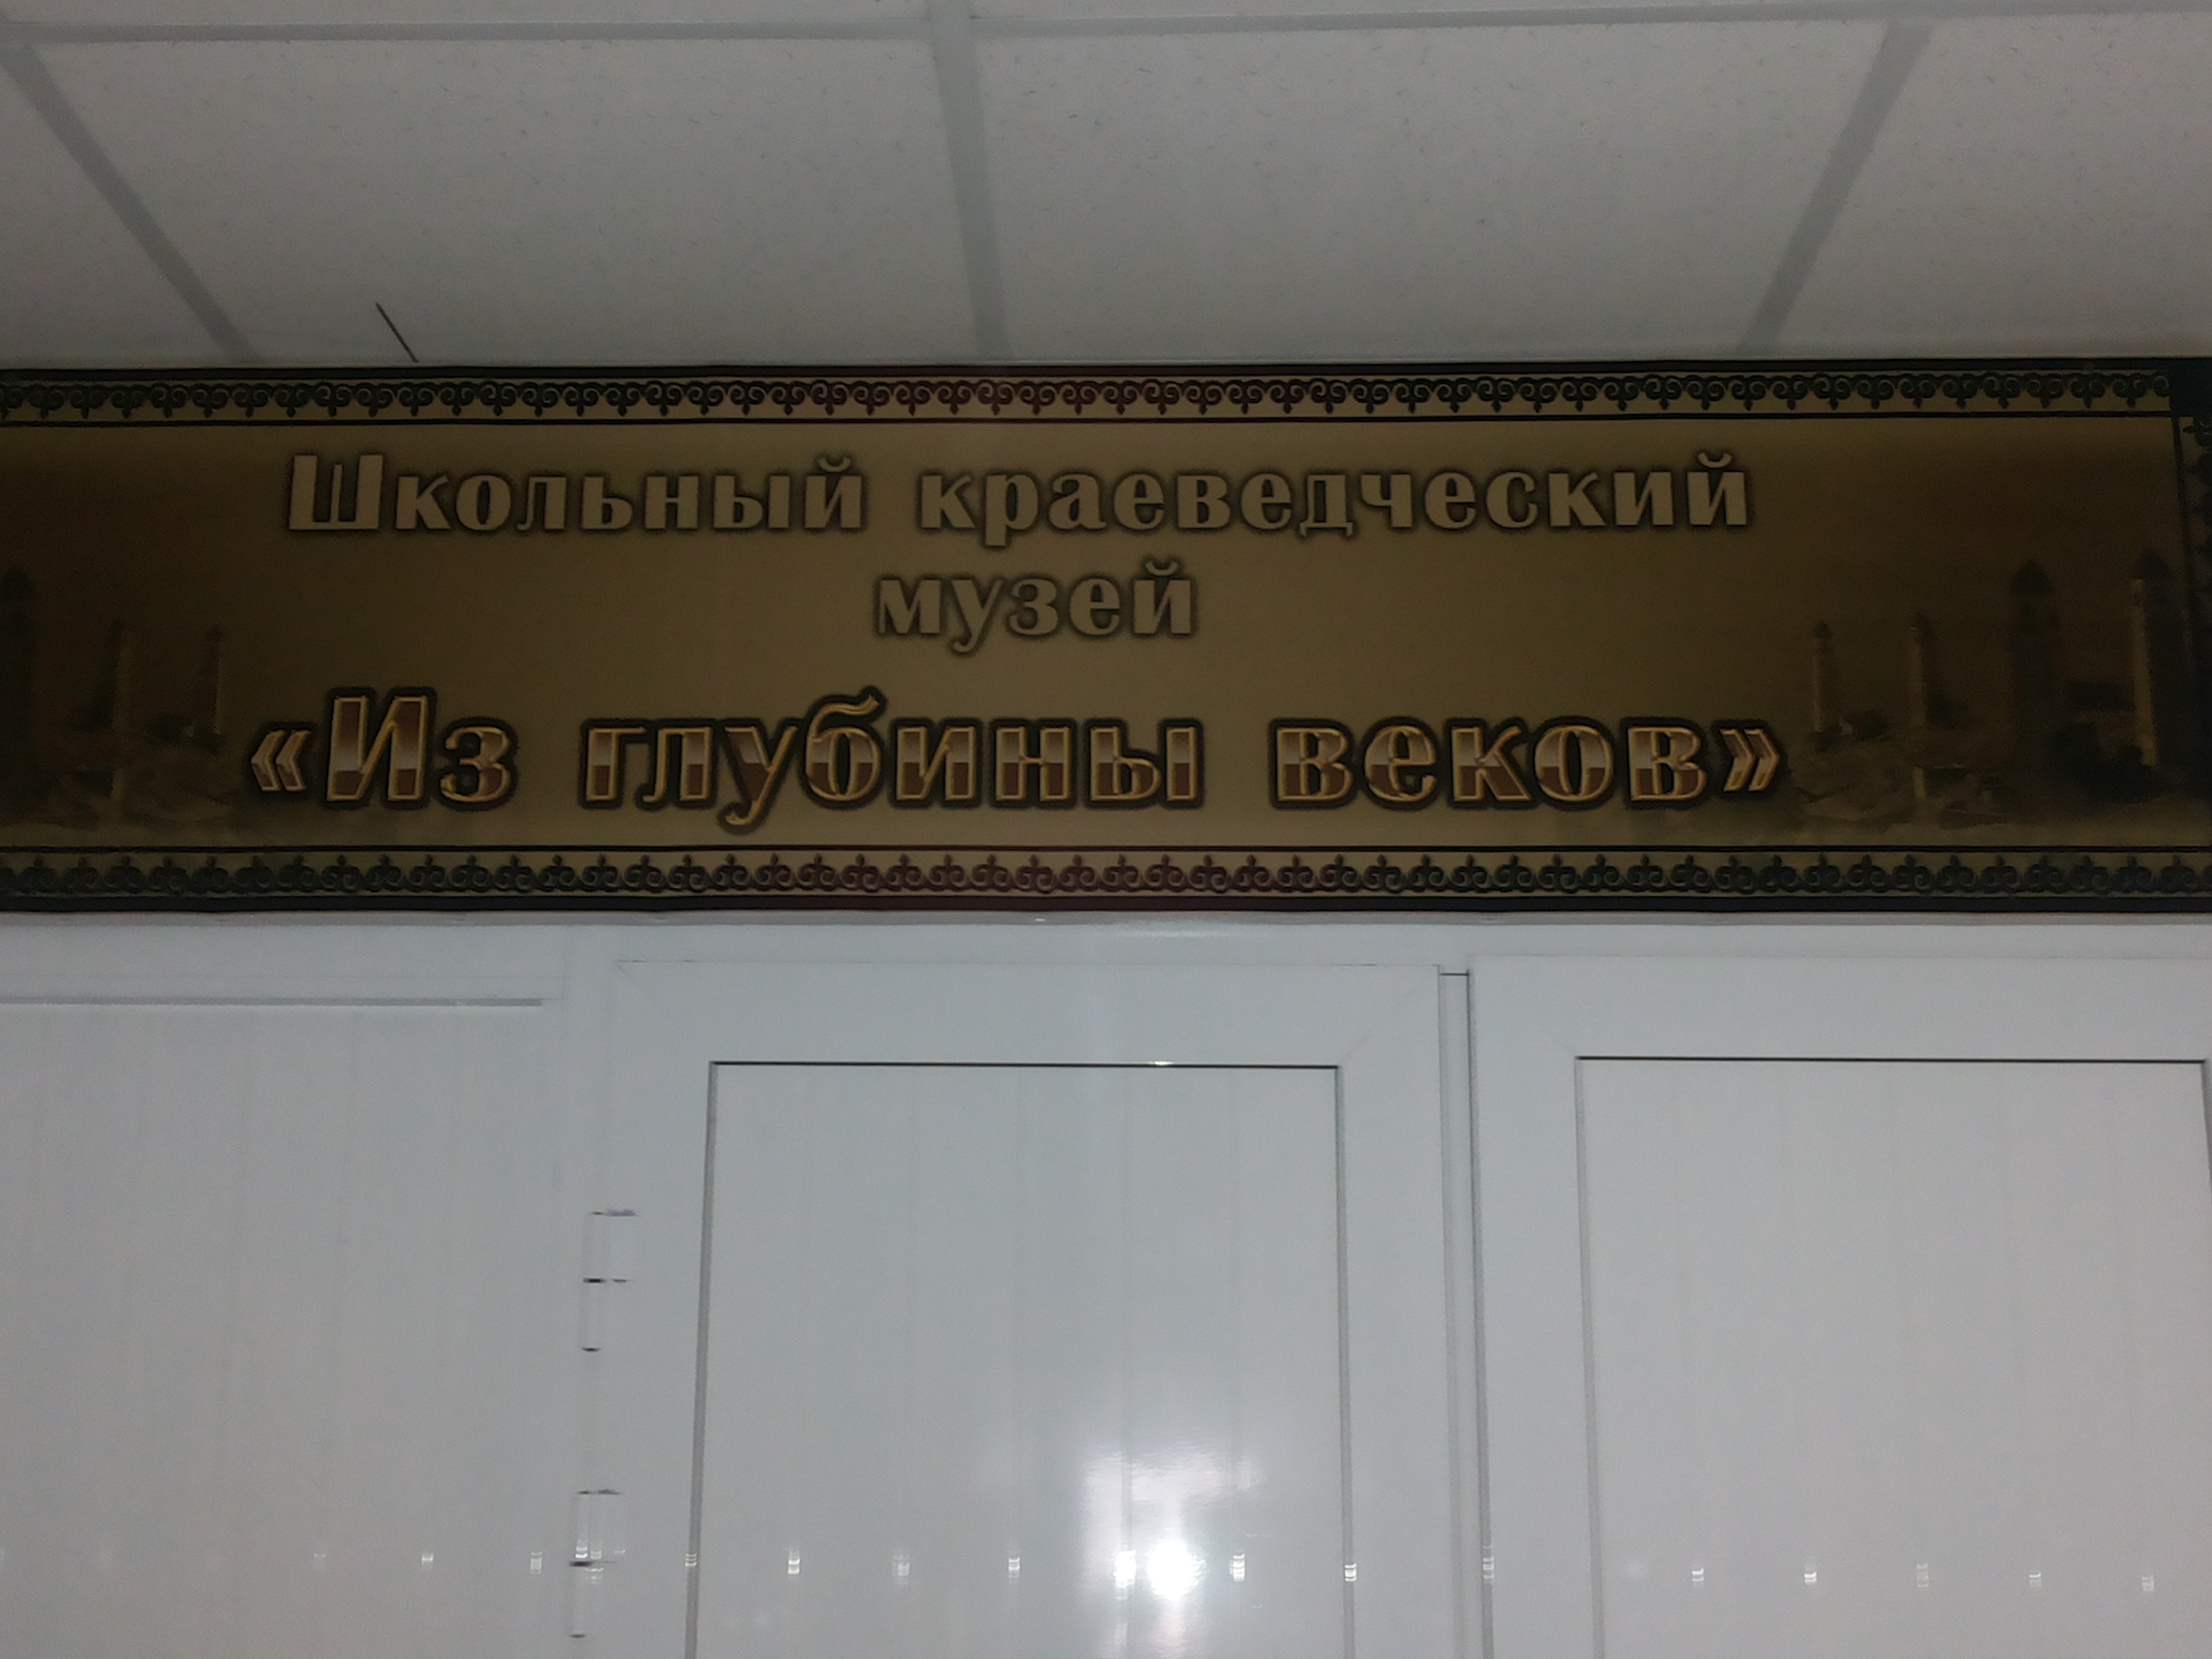 Школьный краеведческий
музей
«Из глубины веков»